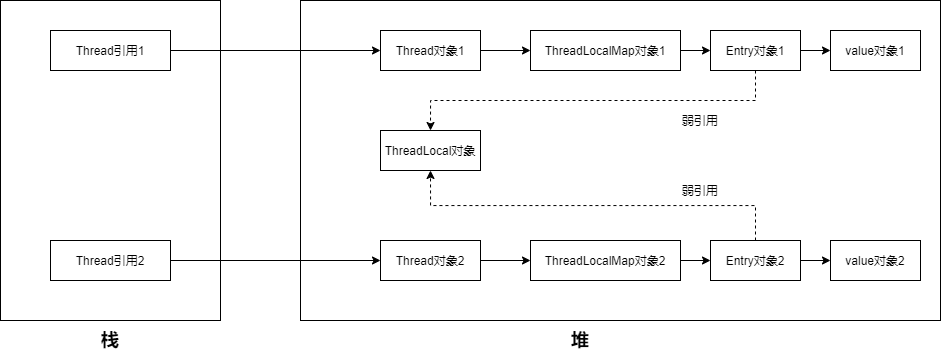 Thread引用1
Thread对象1
ThreadLocalMap对象1
Entry对象1
value对象1
弱引用
ThreadLocal对象
弱引用
Thread引用2
Thread对象2
ThreadLocalMap对象2
Entry对象2
value对象2
栈
堆